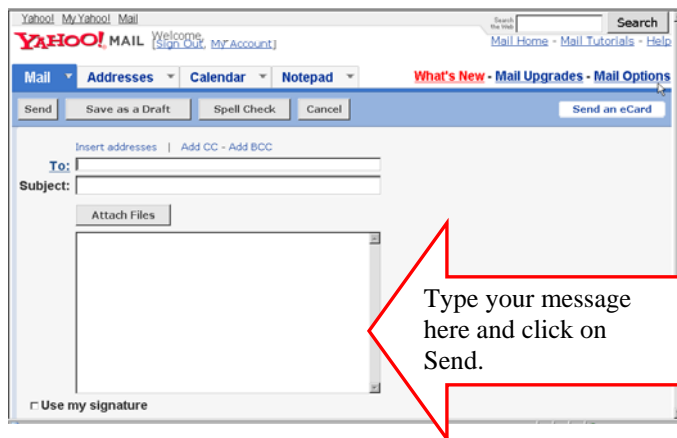 Yahoo! My Yahoo! Mail
Search the Web Search
YAHOO! MAIL Welcome, [Sign Out, My Account]
Mail Home - Mail Tutorials - Help
Mail Addresses Calendar Notepad What's New - Mail Upgrades - Mail Options
Send Save as a Draft Spell Check Cancel Send an eCard
Insert addresses | Add CC - Add BCC
To:
Subject:
Attach Files
Type your message
here and click on
Send.
Use my signature